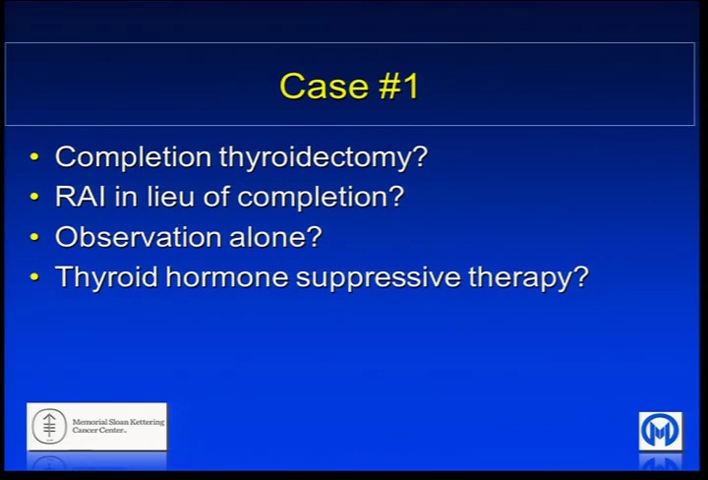 Case #1
• Completion thyroidectomy?
• RAI in lieu of completion?
• Observation alone?
• Thyroid hormone suppressive therapy?
Memorial Sloan Kettering
Cancer Center